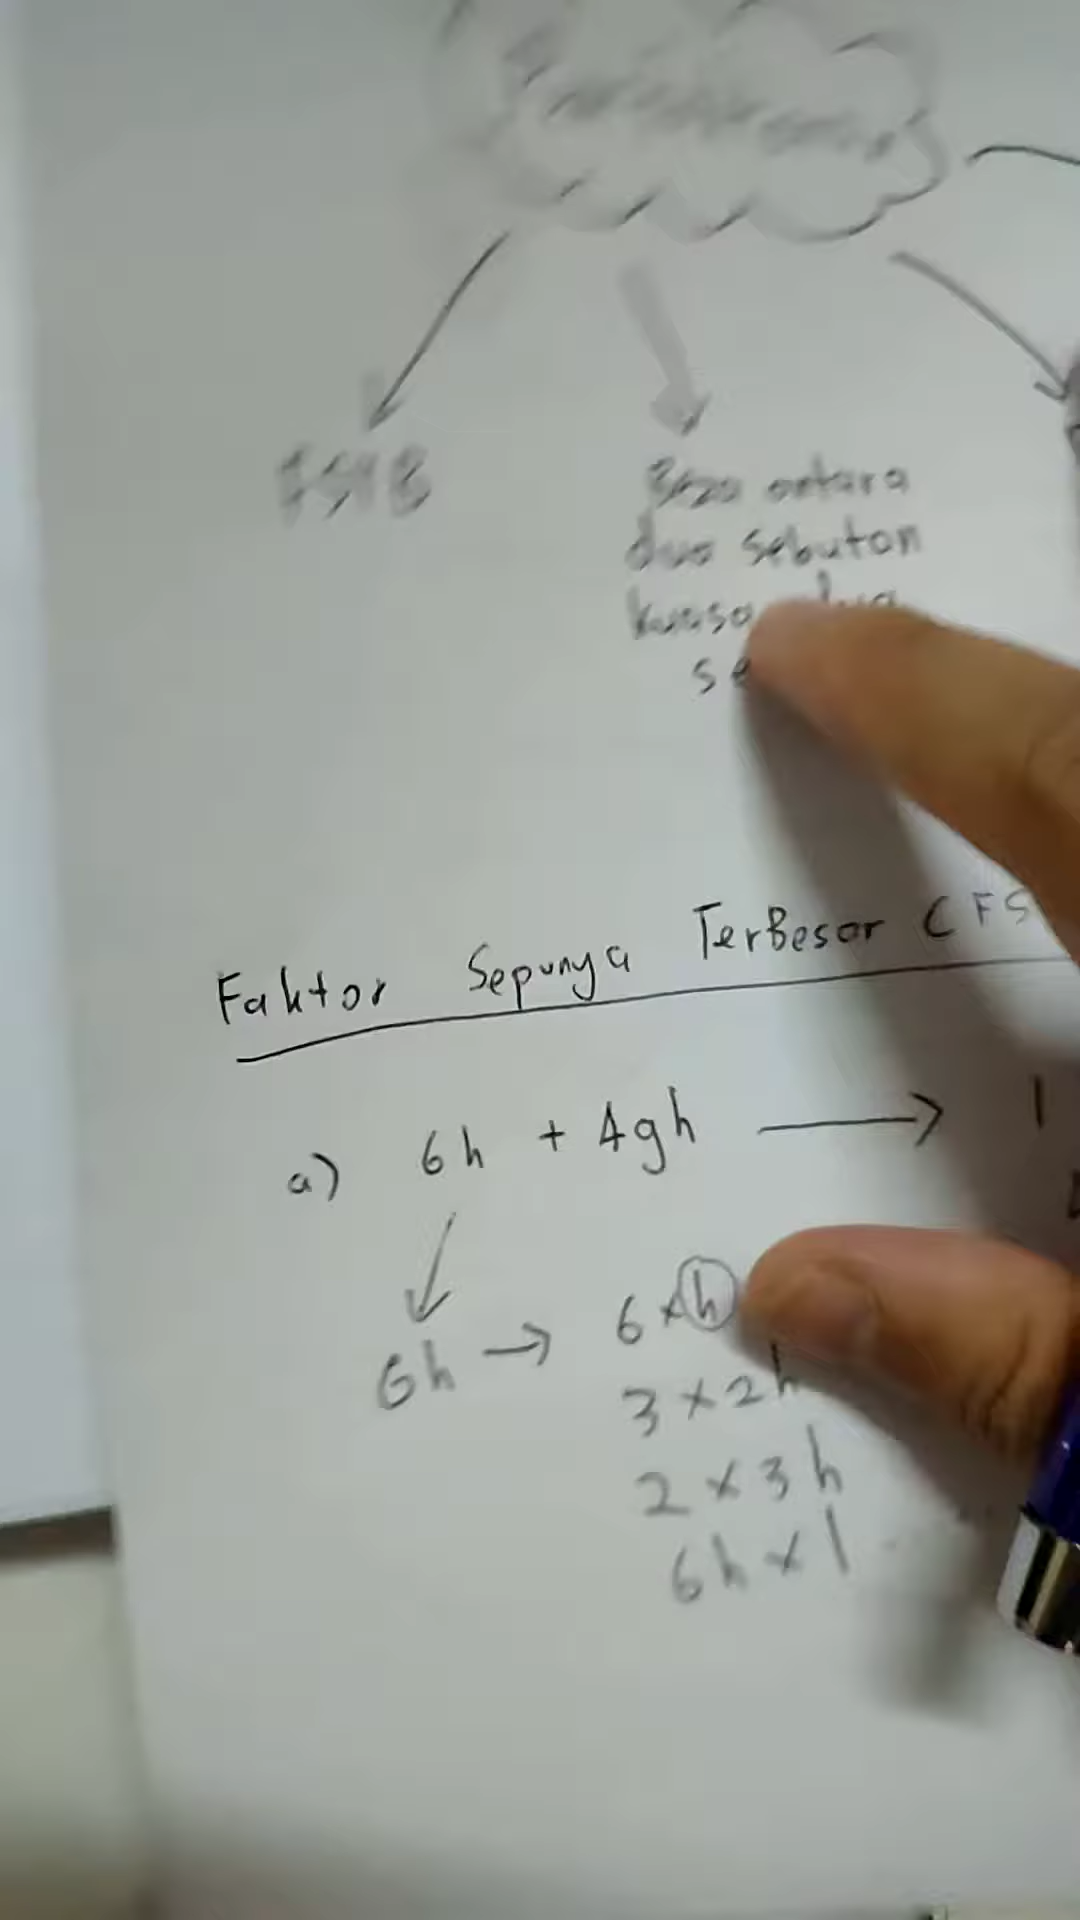 FSTB
Beza antara
dua sebutan
kuasa dua
Faktor Sepunya TerBesar (FS
a) 6h + 4gh →
6h → 6 × h
3 × 2h
2 × 3h
6h × 1